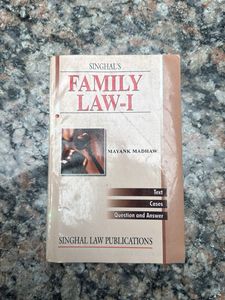 SINGHAL'S
FAMILY
LAW-I
MAYANK MADHAW
Text
Cases
Question and Answer
SINGHAL LAW PUBLICATIONS